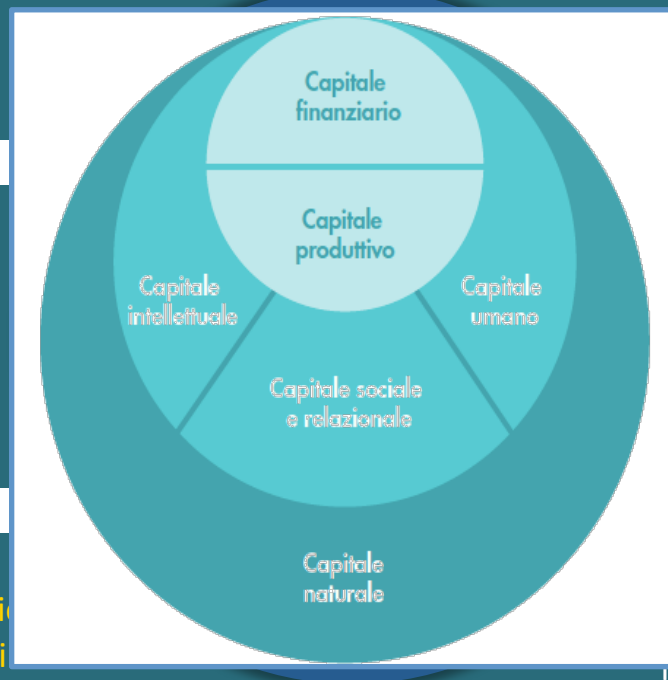 Capitale
finanziario
Capitale
produttivo
Capitale
intellettuale
Capitale
umano
Capitale sociale
e relazionale
Capitale
naturale